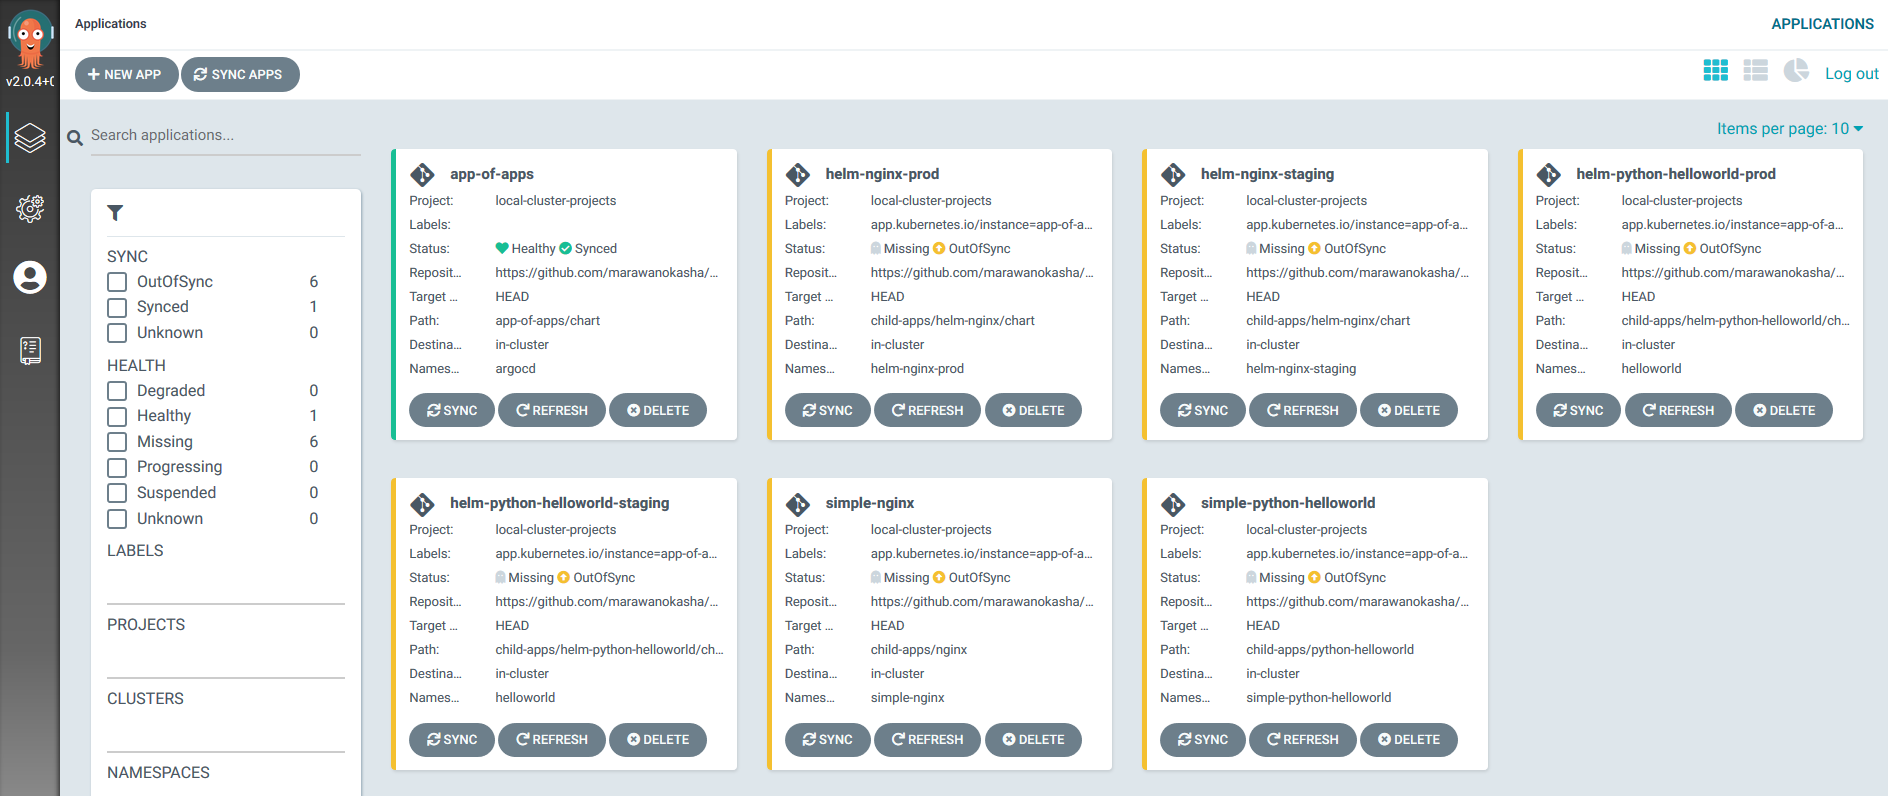 Applications
APPLICATIONS
v2.0.4+0
NEW APP
SYNC APPS
Log out
Search applications...
Items per page: 10
SYNC
OutOfSync 6
Synced 1
Unknown 0
HEALTH
Degraded 0
Healthy 1
Missing 6
Progressing 0
Suspended 0
Unknown 0
LABELS
PROJECTS
CLUSTERS
NAMESPACES
app-of-apps
Project: local-cluster-projects
Labels:
Status: Healthy Synced
Reposit... https://github.com/marawanokasha/...
Target ... HEAD
Path: app-of-apps/chart
Destina... in-cluster
Names... argocd
SYNC REFRESH DELETE
helm-nginx-prod
Project: local-cluster-projects
Labels: app.kubernetes.io/instance=app-of-a...
Status: Missing OutOfSync
Reposit... https://github.com/marawanokasha/...
Target ... HEAD
Path: child-apps/helm-nginx/chart
Destina... in-cluster
Names... helm-nginx-prod
SYNC REFRESH DELETE
helm-nginx-staging
Project: local-cluster-projects
Labels: app.kubernetes.io/instance=app-of-a...
Status: Missing OutOfSync
Reposit... https://github.com/marawanokasha/...
Target ... HEAD
Path: child-apps/helm-nginx/chart
Destina... in-cluster
Names... helm-nginx-staging
SYNC REFRESH DELETE
helm-python-helloworld-prod
Project: local-cluster-projects
Labels: app.kubernetes.io/instance=app-of-a...
Status: Missing OutOfSync
Reposit... https://github.com/marawanokasha/...
Target ... HEAD
Path: child-apps/helm-python-helloworld/ch...
Destina... in-cluster
Names... helloworld
SYNC REFRESH DELETE
helm-python-helloworld-staging
Project: local-cluster-projects
Labels: app.kubernetes.io/instance=app-of-a...
Status: Missing OutOfSync
Reposit... https://github.com/marawanokasha/...
Target ... HEAD
Path: child-apps/helm-python-helloworld/ch...
Destina... in-cluster
Names... helloworld
SYNC REFRESH DELETE
simple-nginx
Project: local-cluster-projects
Labels: app.kubernetes.io/instance=app-of-a...
Status: Missing OutOfSync
Reposit... https://github.com/marawanokasha/...
Target ... HEAD
Path: child-apps/nginx
Destina... in-cluster
Names... simple-nginx
SYNC REFRESH DELETE
simple-python-helloworld
Project: local-cluster-projects
Labels: app.kubernetes.io/instance=app-of-a...
Status: Missing OutOfSync
Reposit... https://github.com/marawanokasha/...
Target ... HEAD
Path: child-apps/python-helloworld
Destina... in-cluster
Names... simple-python-helloworld
SYNC REFRESH DELETE